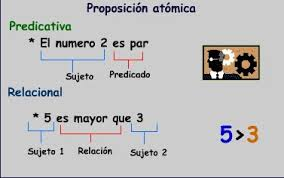 Proposición atómica
Predicativa
* El numero 2 es par
Sujeto Predicado
Relacional
* 5 es mayor que 3
5>3
Sujeto 1 Relación Sujeto 2